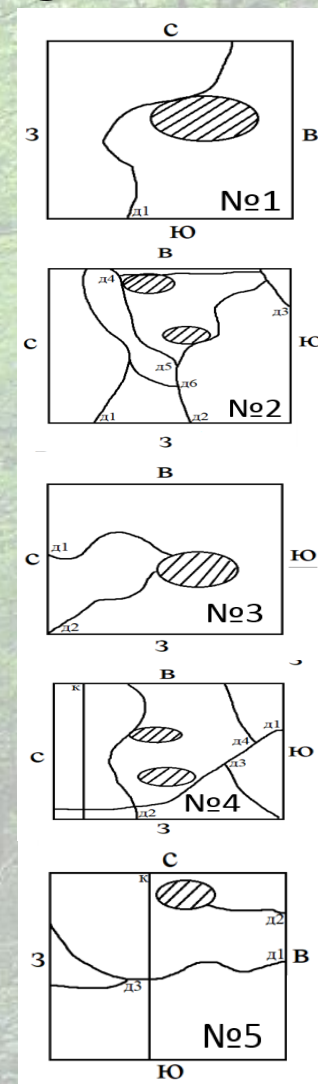 С
З В
д1 №1
Ю
В
д4
д3
С Ю
д5
д6
д1 д2 №2
З
В
д1
С Ю
№3
д2
З
В
к
д1
д4
С Ю
д3
№4
д2
З
С
к
д2
З д1 В
д3
№5
Ю